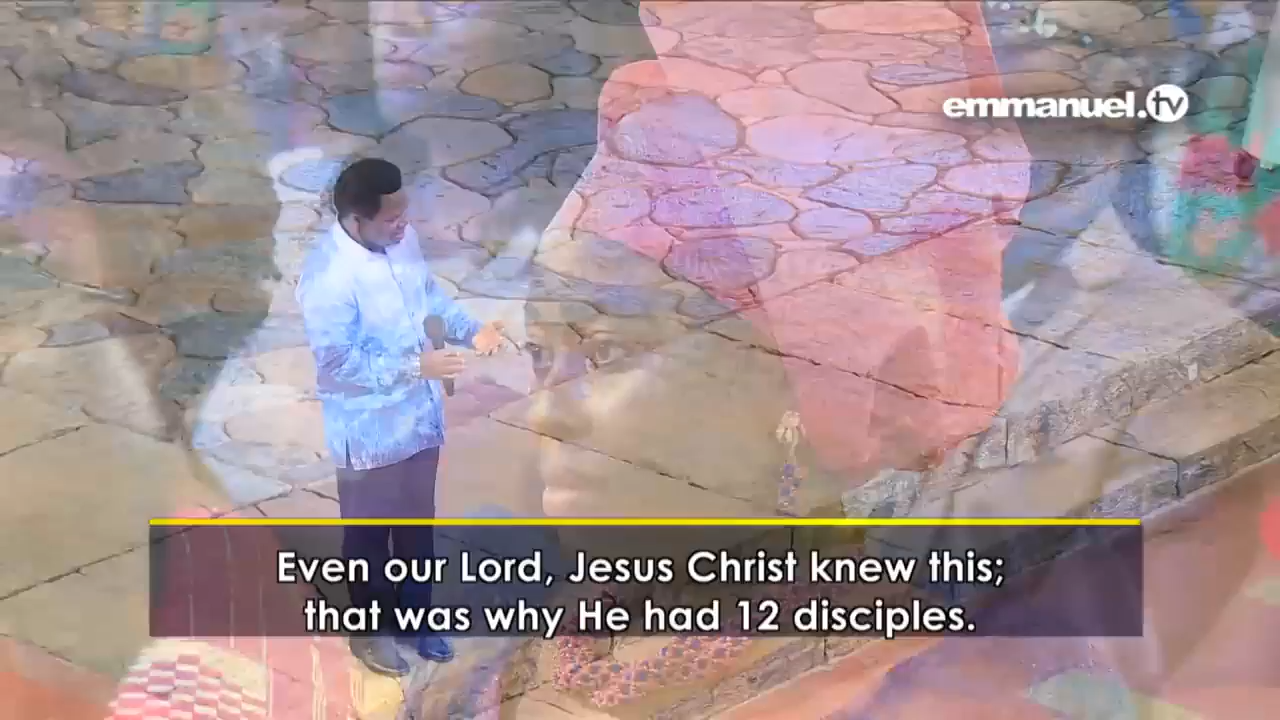 emmanuel.tv
Even our Lord, Jesus Christ knew this;
that was why He had 12 disciples.